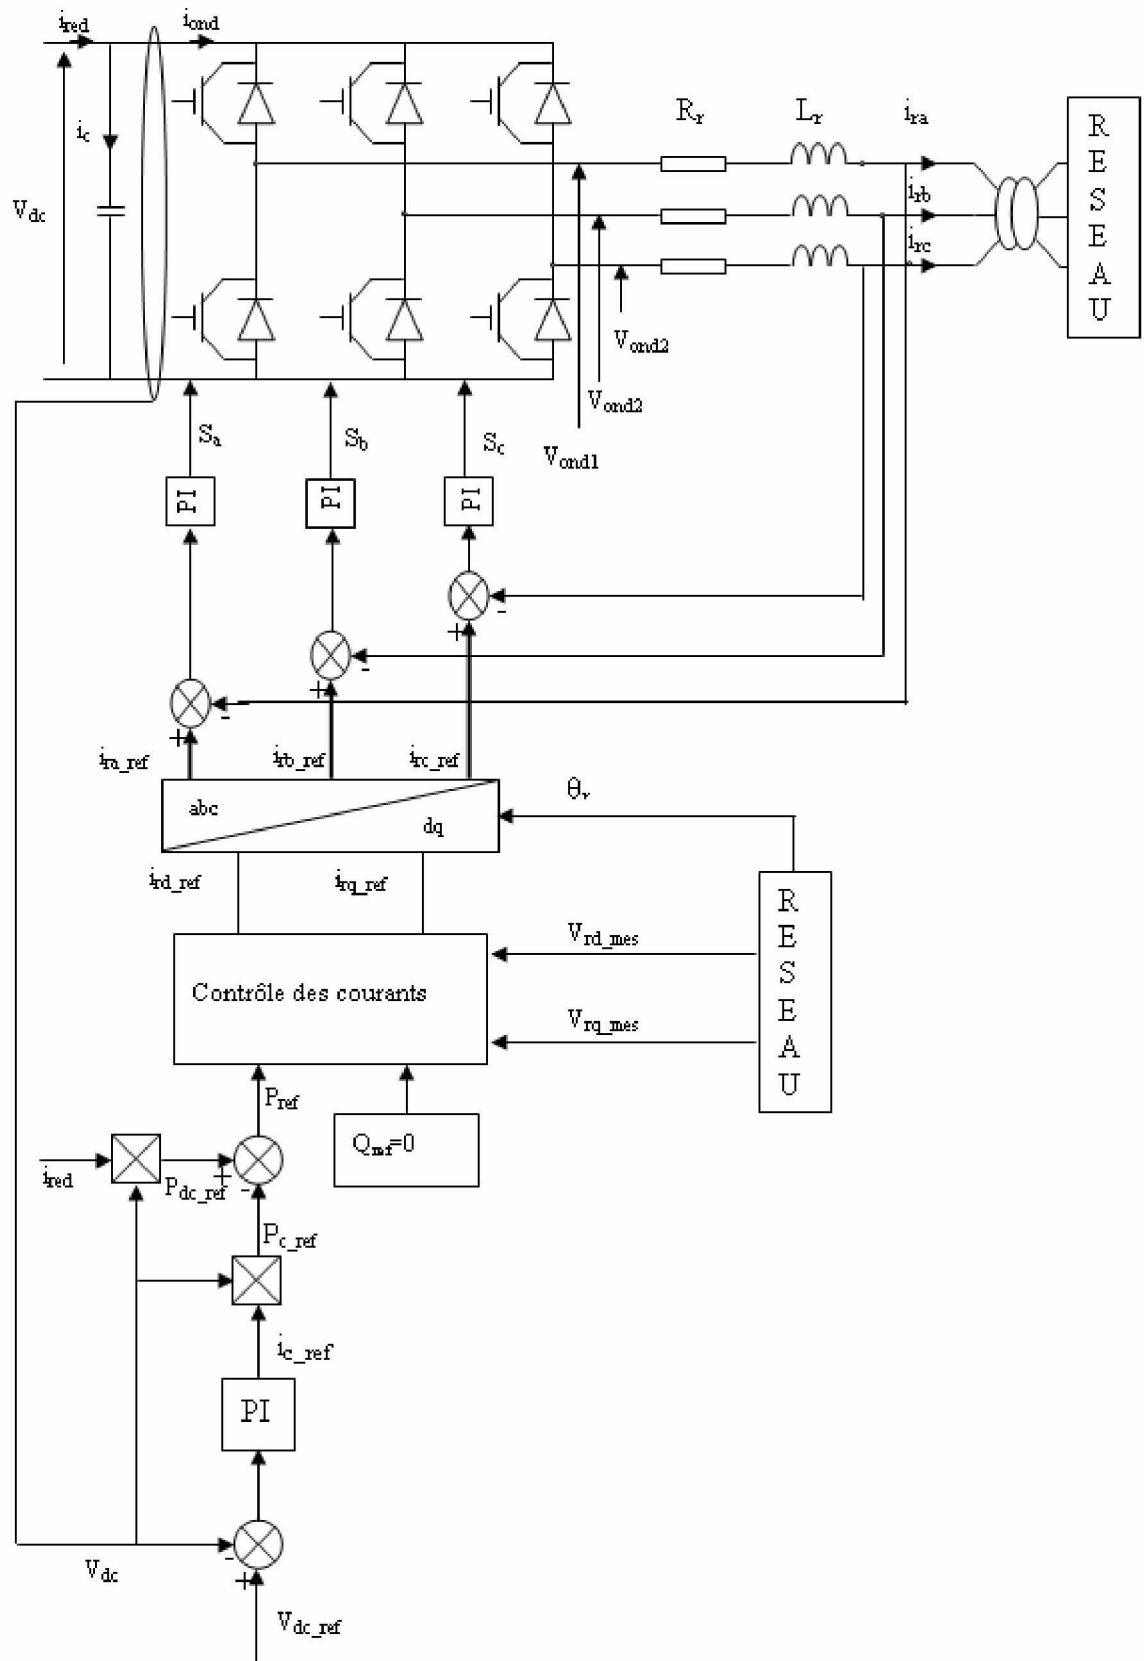 i_red
i_ond
i_c
V_dc
R_r
L_r
i_ra
i_rb
i_rc
RESEAU
V_ond2
V_ond2
V_ond1
S_a
S_b
S_c
PI
PI
PI
-
+
-
+
-
+
i_ra_ref
i_rb_ref
i_rc_ref
abc
dq
θ_r
i_rd_ref
i_rq_ref
RESEAU
V_rd_mes
Contrôle des courants
V_rq_mes
P_ref
Q_ref=0
i_red
P_dc_ref
+
-
P_c_ref
i_c_ref
PI
V_dc
-
+
V_dc_ref